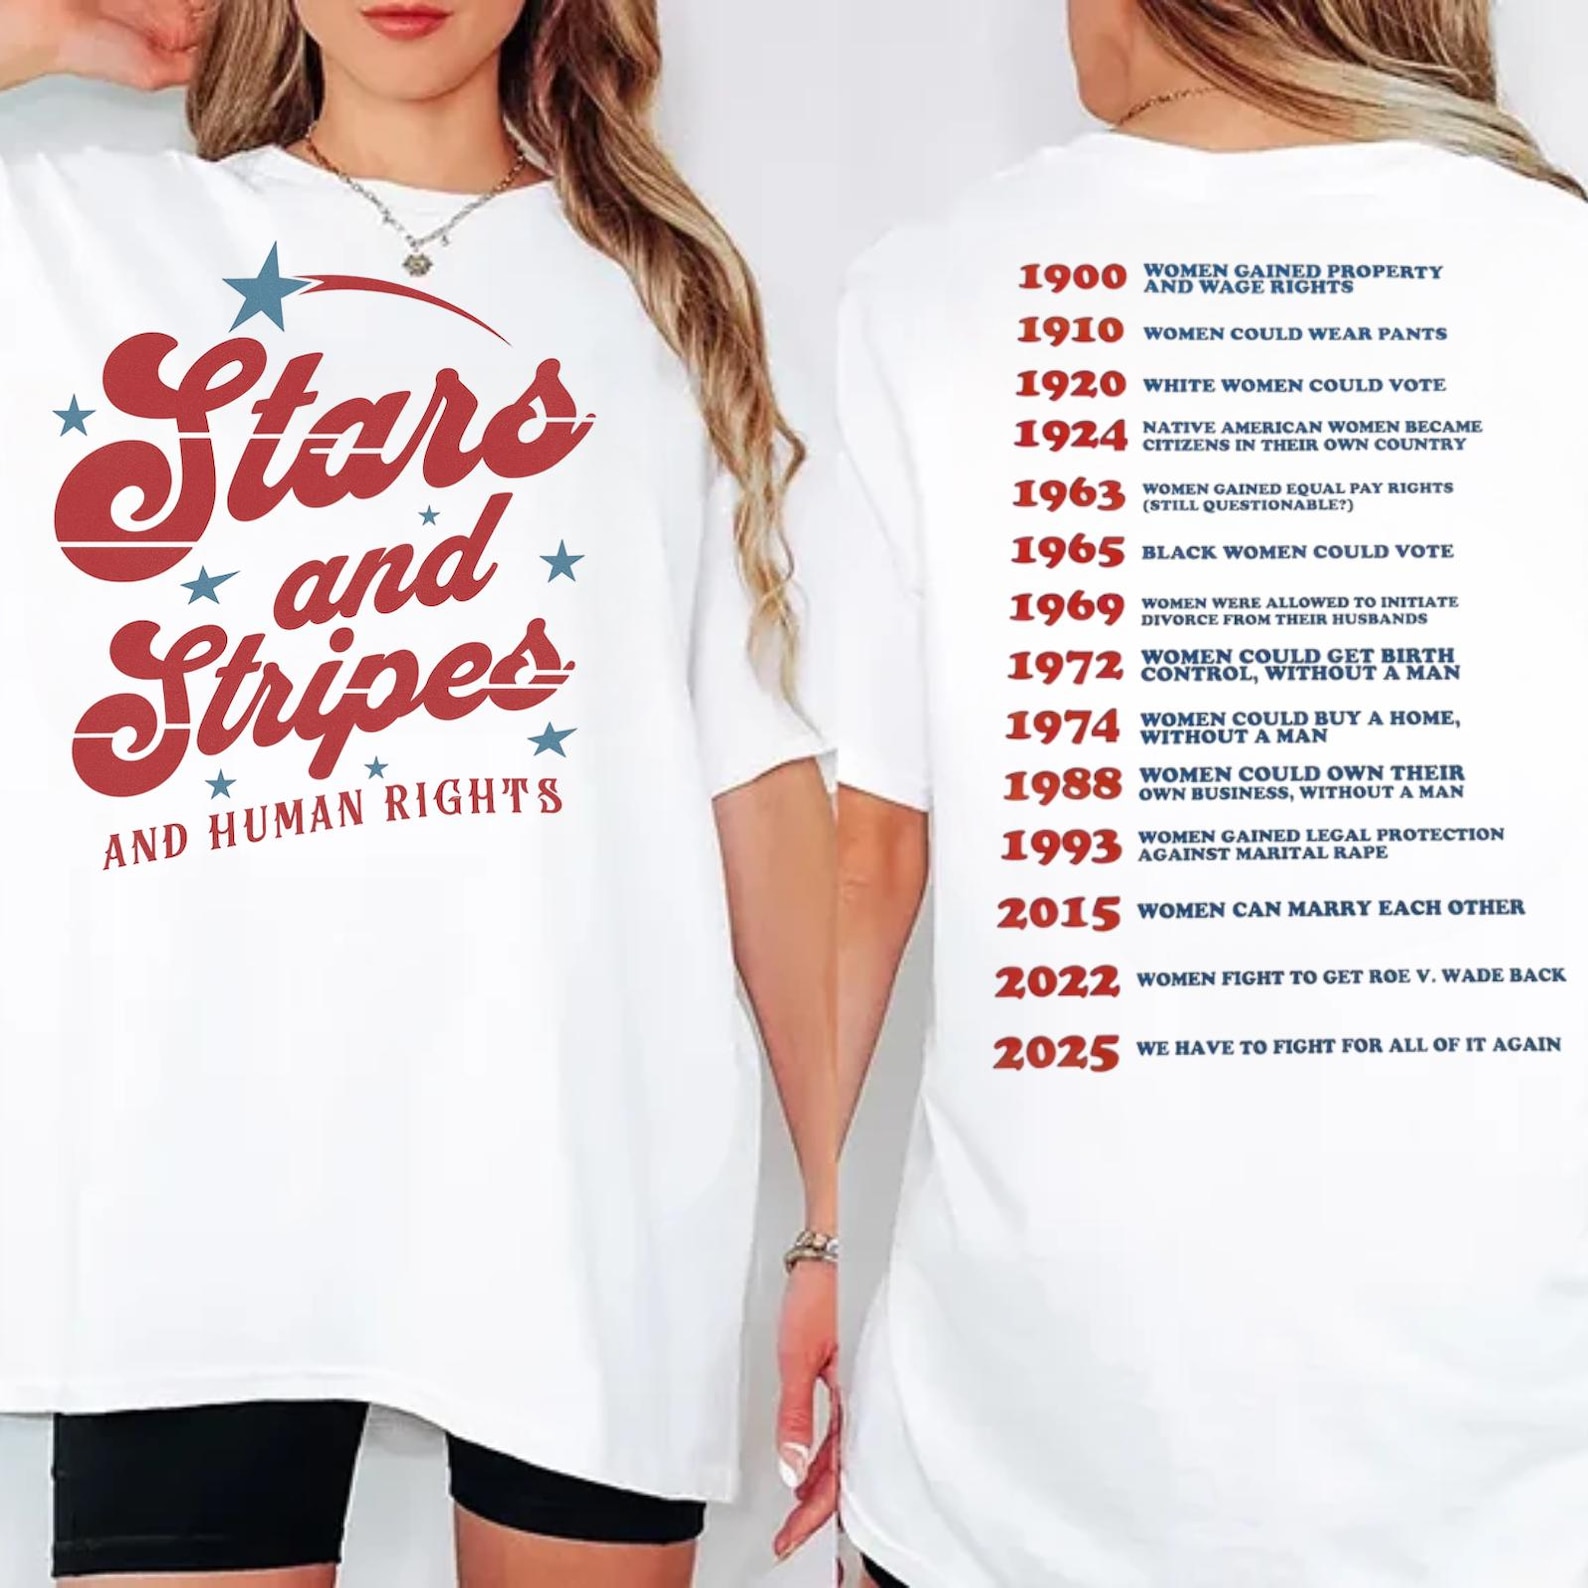 Stars
and
Stripes
AND HUMAN RIGHTS
1900 WOMEN GAINED PROPERTY
AND WAGE RIGHTS
1910 WOMEN COULD WEAR PANTS
1920 WHITE WOMEN COULD VOTE
1924 NATIVE AMERICAN WOMEN BECAME
CITIZENS IN THEIR OWN COUNTRY
1963 WOMEN GAINED EQUAL PAY RIGHTS
(STILL QUESTIONABLE?)
1965 BLACK WOMEN COULD VOTE
1969 WOMEN WERE ALLOWED TO INITIATE
DIVORCE FROM THEIR HUSBANDS
1972 WOMEN COULD GET BIRTH
CONTROL, WITHOUT A MAN
1974 WOMEN COULD BUY A HOME,
WITHOUT A MAN
1988 WOMEN COULD OWN THEIR
OWN BUSINESS, WITHOUT A MAN
1993 WOMEN GAINED LEGAL PROTECTION
AGAINST MARITAL RAPE
2015 WOMEN CAN MARRY EACH OTHER
2022 WOMEN FIGHT TO GET ROE V. WADE BACK
2025 WE HAVE TO FIGHT FOR ALL OF IT AGAIN